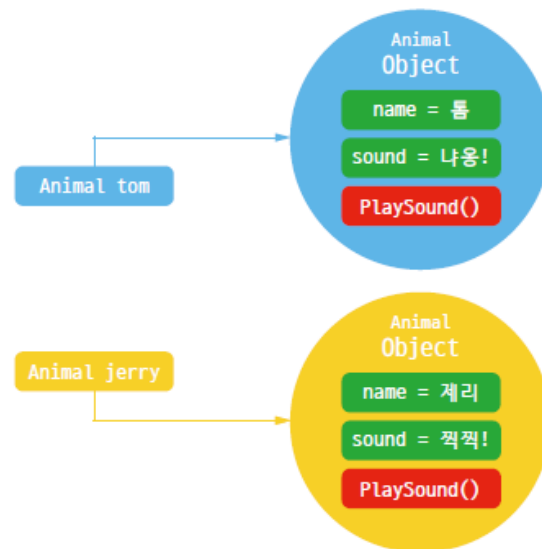 Animal
Object
name = 톰
sound = 냐옹!
PlaySound()
Animal tom
Animal
Object
Animal jerry
name = 제리
sound = 찍찍!
PlaySound()